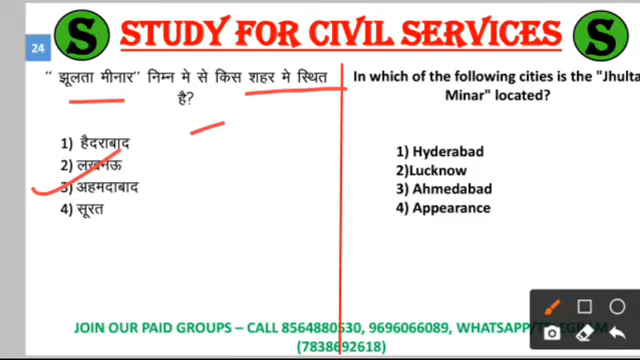 24
S STUDY FOR CIVIL SERVICES S
“ झूलता मीनार” निम्न मे से किस शहर मे स्थित
है?
1) हैदराबाद
2) लखनऊ
3) अहमदाबाद
4) सूरत
In which of the following cities is the "Jhulta
Minar" located?
1) Hyderabad
2)Lucknow
3) Ahmedabad
4) Appearance
JOIN OUR PAID GROUPS – CALL 8564880530, 9696066089, WHATSAPP/TELEGRAM
(7838692618)